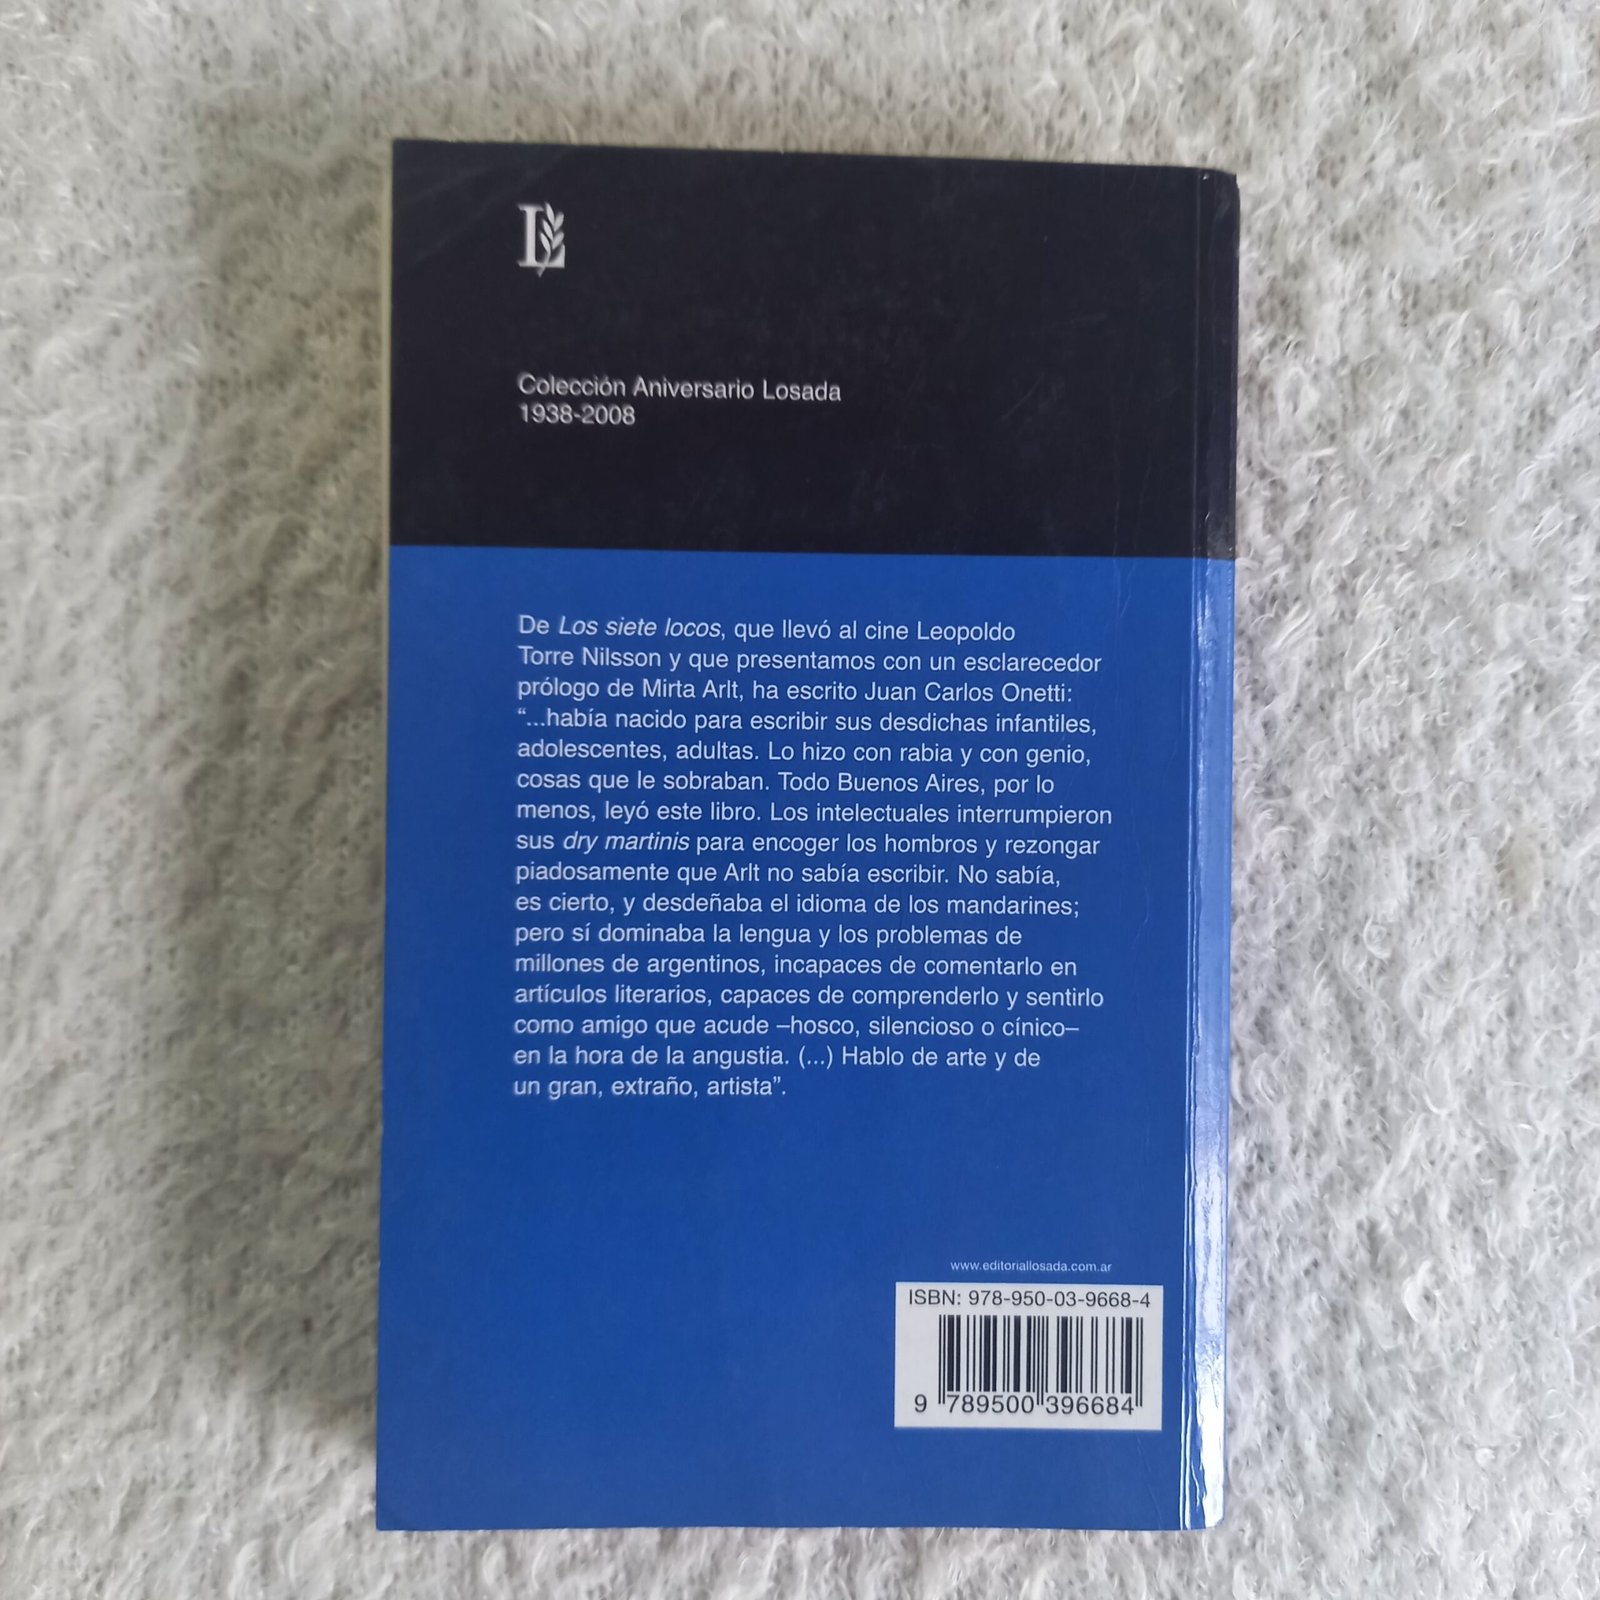 L
Colección Aniversario Losada
1938-2008
De Los siete locos, que llevó al cine Leopoldo
Torre Nilsson y que presentamos con un esclarecedor
prólogo de Mirta Arlt, ha escrito Juan Carlos Onetti:
“...había nacido para escribir sus desdichas infantiles,
adolescentes, adultas. Lo hizo con rabia y con genio,
cosas que le sobraban. Todo Buenos Aires, por lo
menos, leyó este libro. Los intelectuales interrumpieron
sus dry martinis para encoger los hombros y rezongar
piadosamente que Arlt no sabía escribir. No sabía,
es cierto, y desdeñaba el idioma de los mandarines;
pero sí dominaba la lengua y los problemas de
millones de argentinos, incapaces de comentarlo en
artículos literarios, capaces de comprenderlo y sentirlo
como amigo que acude –hosco, silencioso o cínico–
en la hora de la angustia. (...) Hablo de arte y de
un gran, extraño, artista”.
www.editoriallosada.com.ar
ISBN: 978-950-03-9668-4
9 789500 396684